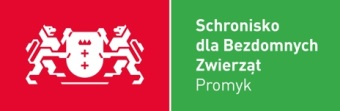 Schronisko
dla Bezdomnych
Zwierząt
Promyk